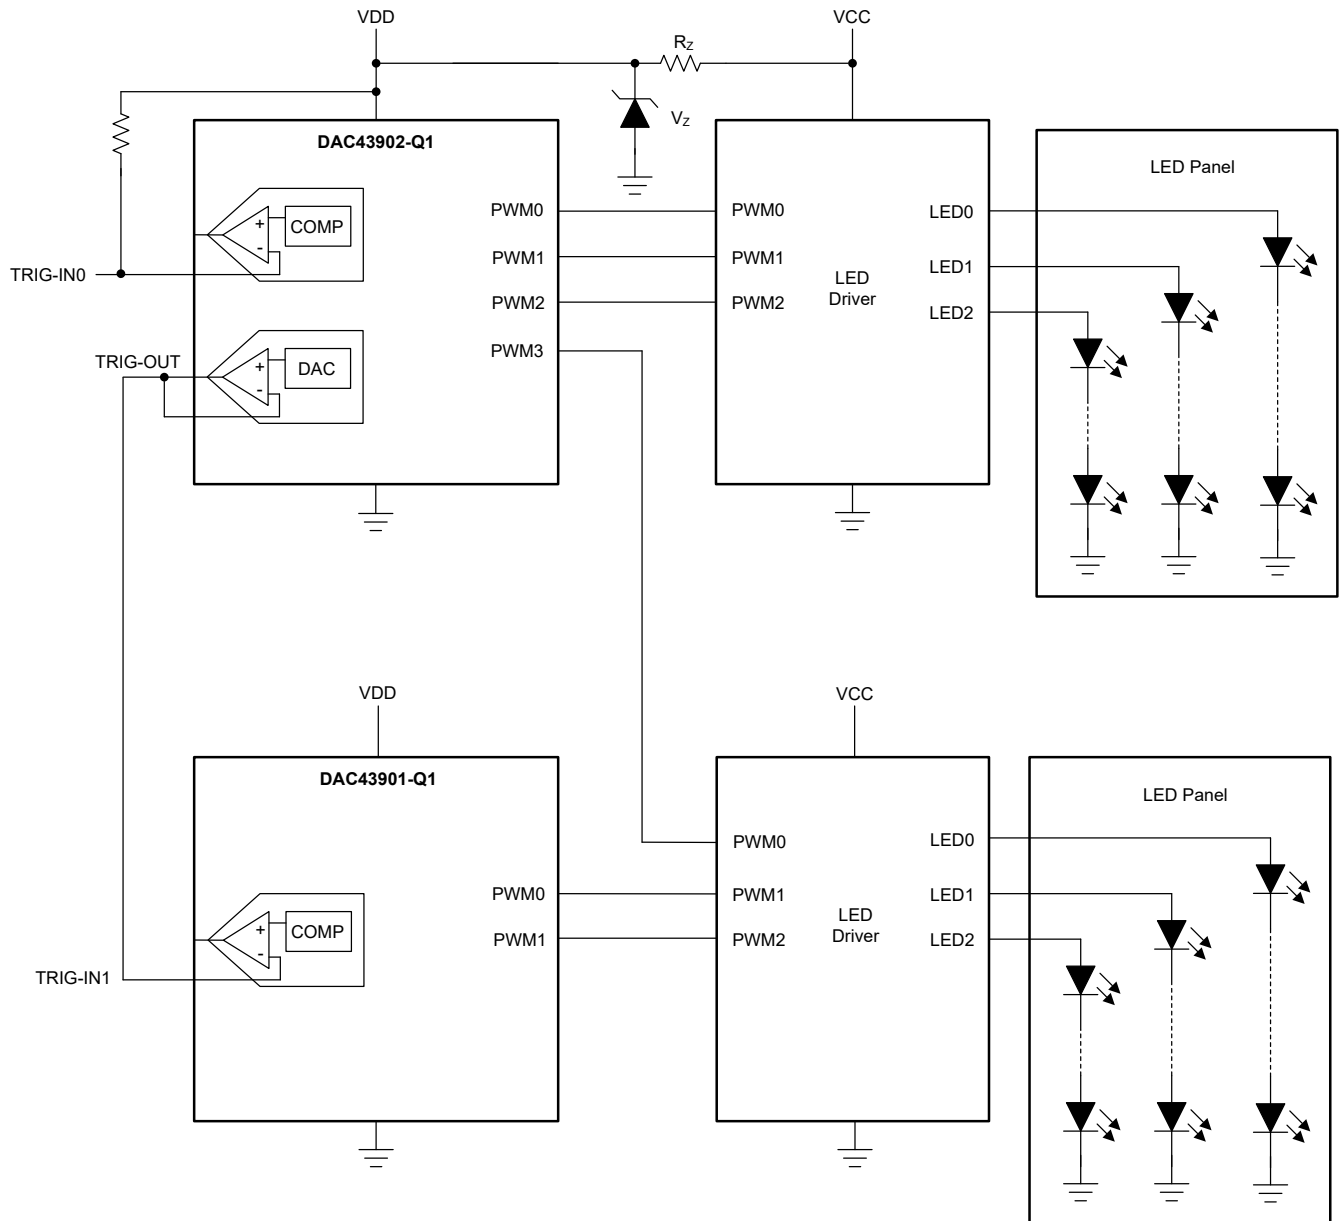 VDD
VCC
RZ
VZ
DAC43902-Q1
LED Panel
COMP
+
-
PWM0
PWM0
LED0
PWM1
PWM1
LED1
TRIG-IN0
LED
Driver
PWM2
PWM2
LED2
PWM3
TRIG-OUT
+
-
DAC
VDD
VCC
DAC43901-Q1
LED Panel
PWM0
LED0
PWM0
PWM1
LED1
+
-
COMP
LED
Driver
PWM1
PWM2
LED2
TRIG-IN1